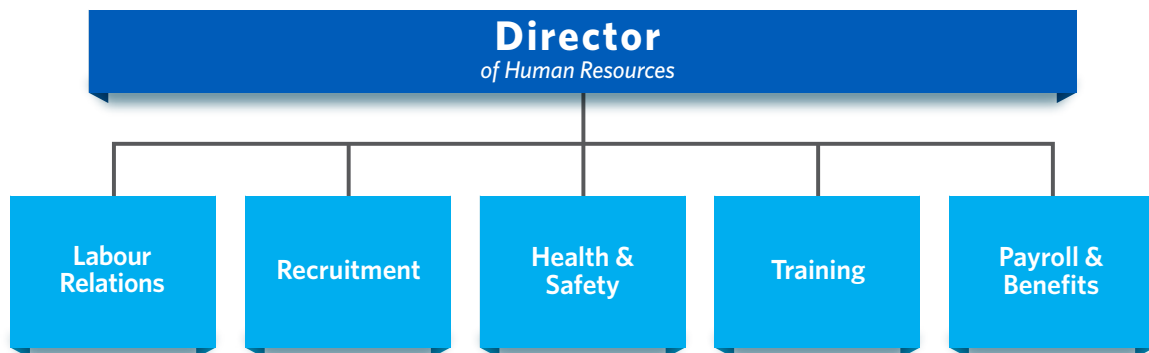 Director
of Human Resources
Labour
Relations
Recruitment
Health &
Safety
Training
Payroll &
Benefits